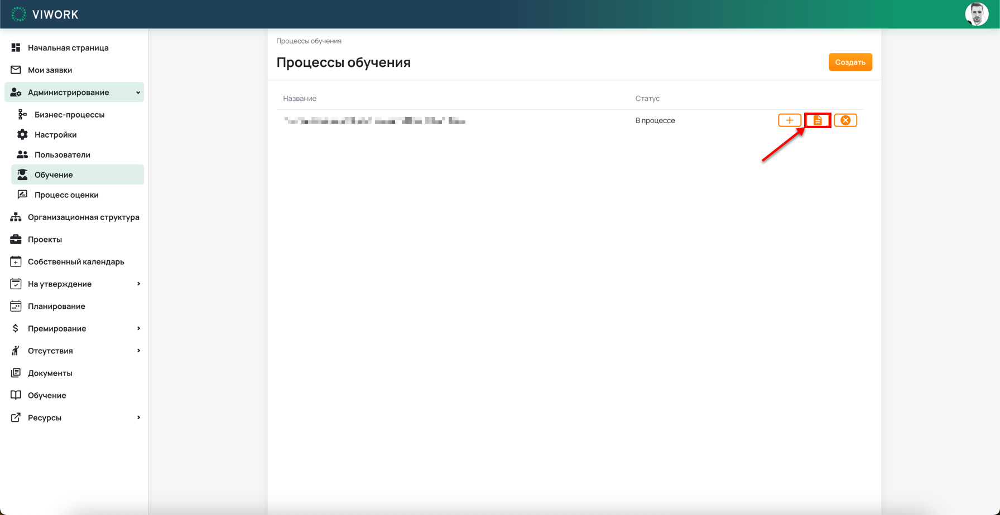 VIWORK
Начальная страница
Мои заявки
Администрирование
Бизнес-процессы
Настройки
Пользователи
Обучение
Процесс оценки
Организационная структура
Проекты
Собственный календарь
На утверждение
Планирование
Премирование
Отсутствия
Документы
Обучение
Ресурсы
Процессы обучения
Процессы обучения
Создать
Название
Статус
В процессе